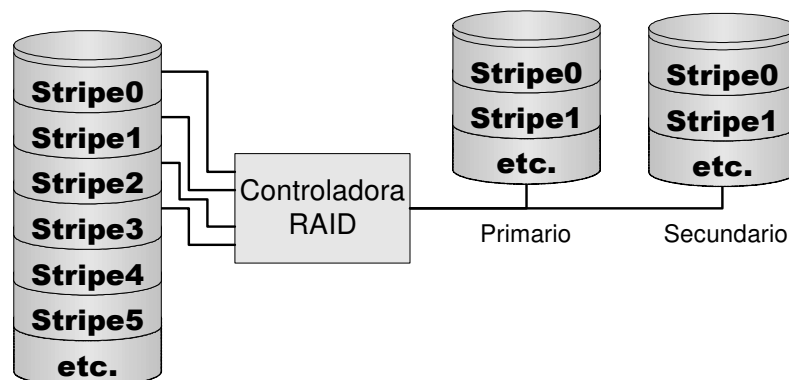 Stripe0
Stripe1
Stripe2
Stripe3
Stripe4
Stripe5
etc.
Controladora
RAID
Stripe0
Stripe1
etc.
Primario
Stripe0
Stripe1
etc.
Secundario